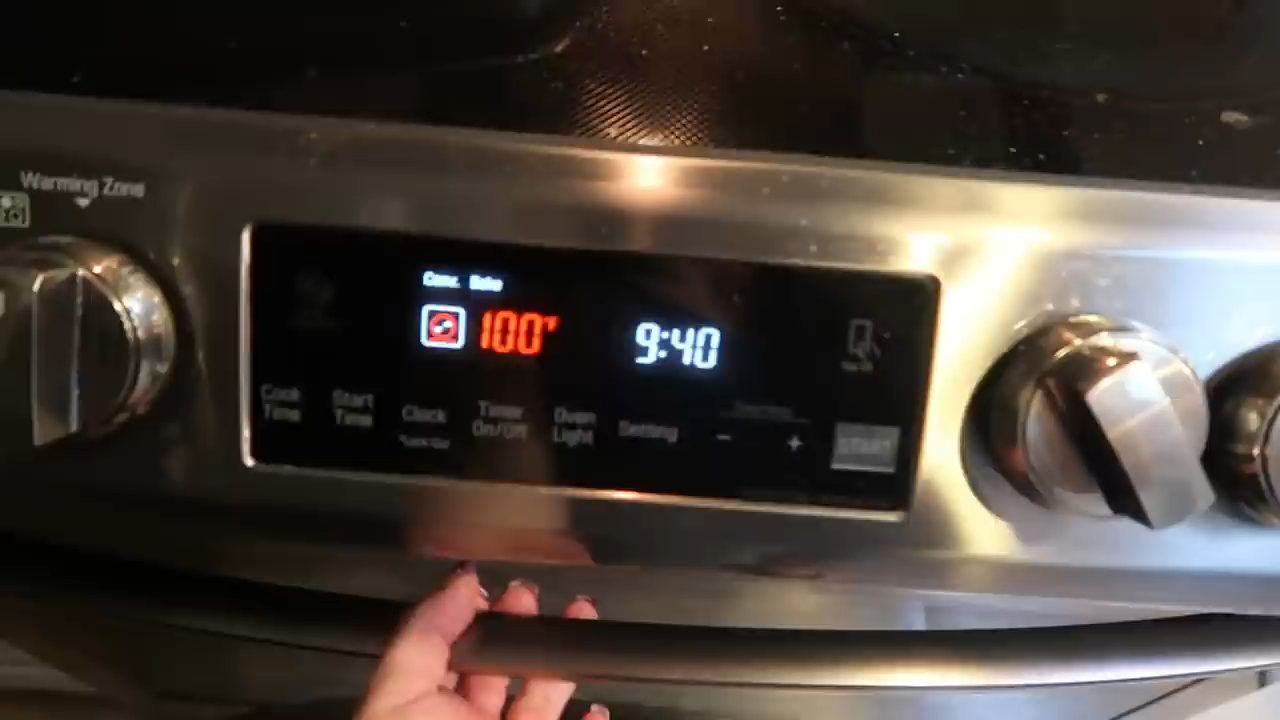 Warming Zone
Conv. Bake
100°F 9:40
Cook Time
Start Time
Clock
Timer On/Off
Oven Light
Setting
- +
START